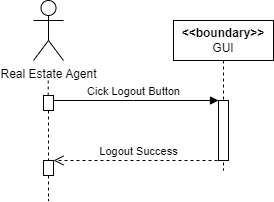 <<boundary>>
GUI
Real Estate Agent
Cick Logout Button
Logout Success